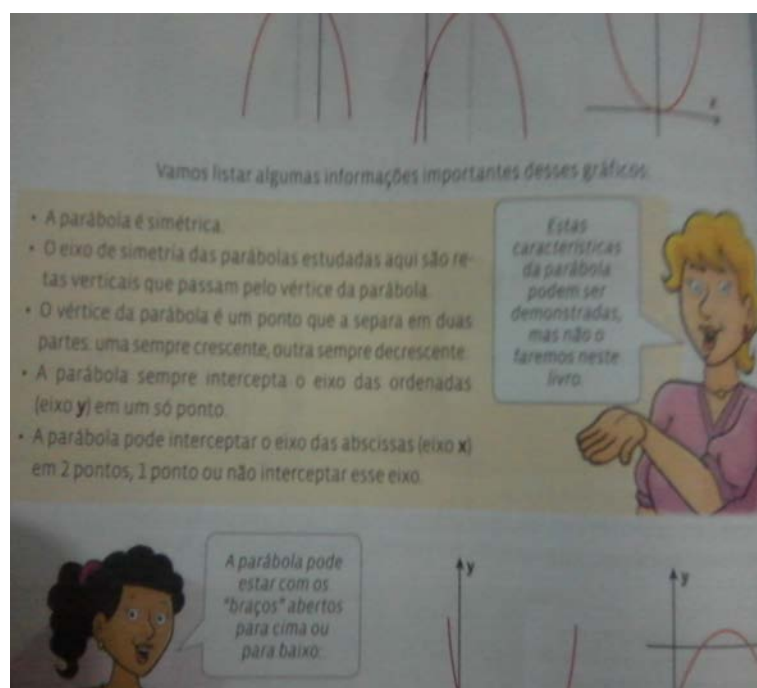 x
Vamos listar algumas informações importantes desses gráficos:
• A parábola é simétrica.
• O eixo de simetria das parábolas estudadas aqui são re-
tas verticais que passam pelo vértice da parábola.
• O vértice da parábola é um ponto que a separa em duas
partes: uma sempre crescente, outra sempre decrescente.
• A parábola sempre intercepta o eixo das ordenadas
(eixo y) em um só ponto.
• A parábola pode interceptar o eixo das abscissas (eixo x)
em 2 pontos, 1 ponto ou não interceptar esse eixo.
Estas
características
da parábola
podem ser
demonstradas,
mas não o
faremos neste
livro.
A parábola pode
estar com os
"braços" abertos
para cima ou
para baixo.
y
y